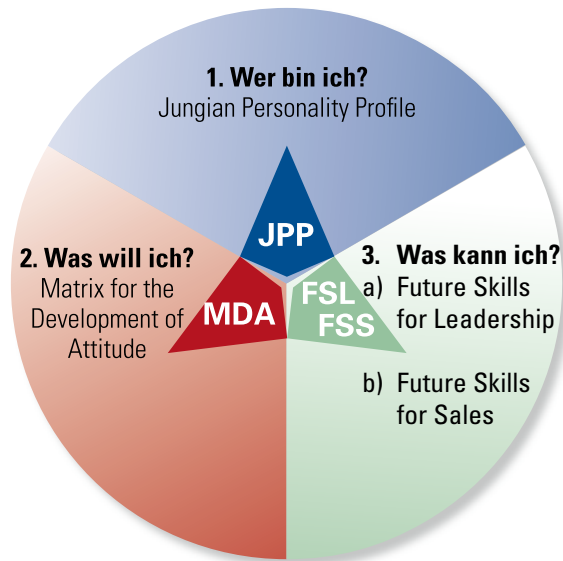 1. Wer bin ich?
Jungian Personality Profile
JPP
2. Was will ich?
Matrix for the
Development of
Attitude
MDA
3. Was kann ich?
a) Future Skills
for Leadership
b) Future Skills
for Sales
FSL
FSS